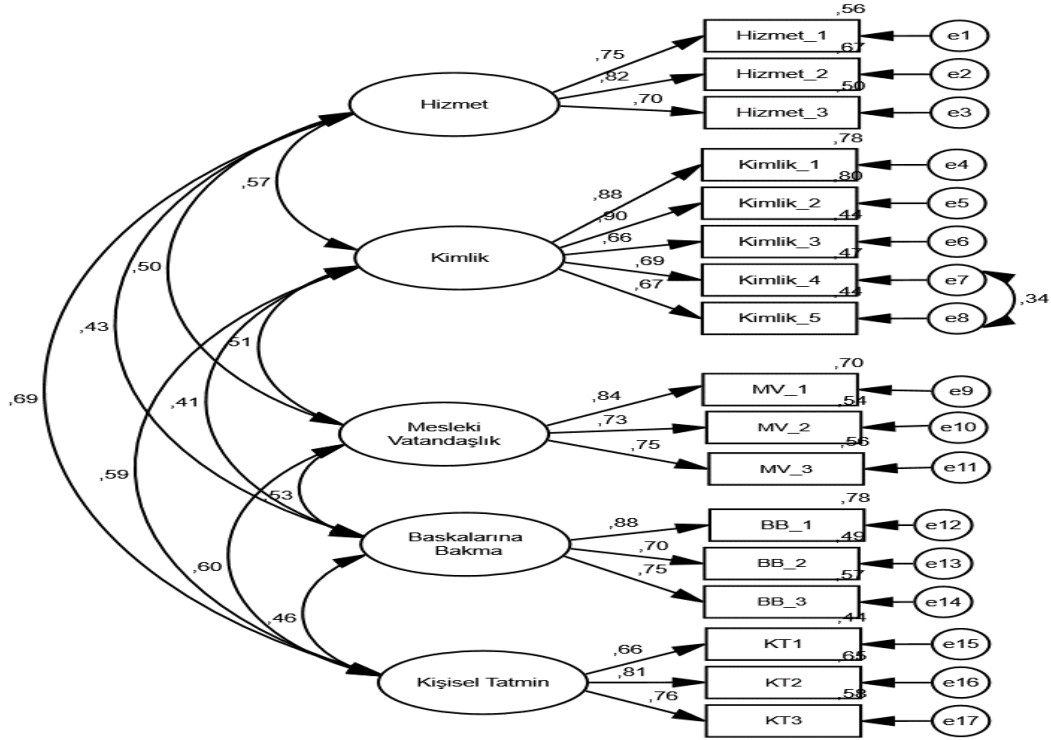 ,56
Hizmet_1
e1
,75
,67
,82
Hizmet_2
e2
,50
,70
Hizmet_3
e3
Hizmet
,78
Kimlik_1
e4
,57
,88
,80
,90
Kimlik_2
e5
,44
,66
Kimlik_3
e6
Kimlik
,47
,69
Kimlik_4
e7
,50
,67
,44
,34
Kimlik_5
e8
,43
,51
,70
MV_1
e9
,69
,41
,84
,54
,73
MV_2
e10
Mesleki
Vatandaşlık
,56
,75
MV_3
e11
,59
,53
,78
,88
BB_1
e12
Baskalarına
Bakma
,49
,70
BB_2
e13
,60
,75
,57
BB_3
e14
,46
,44
,66
KT1
e15
,65
,81
Kişisel Tatmin
KT2
e16
,76
,58
KT3
e17